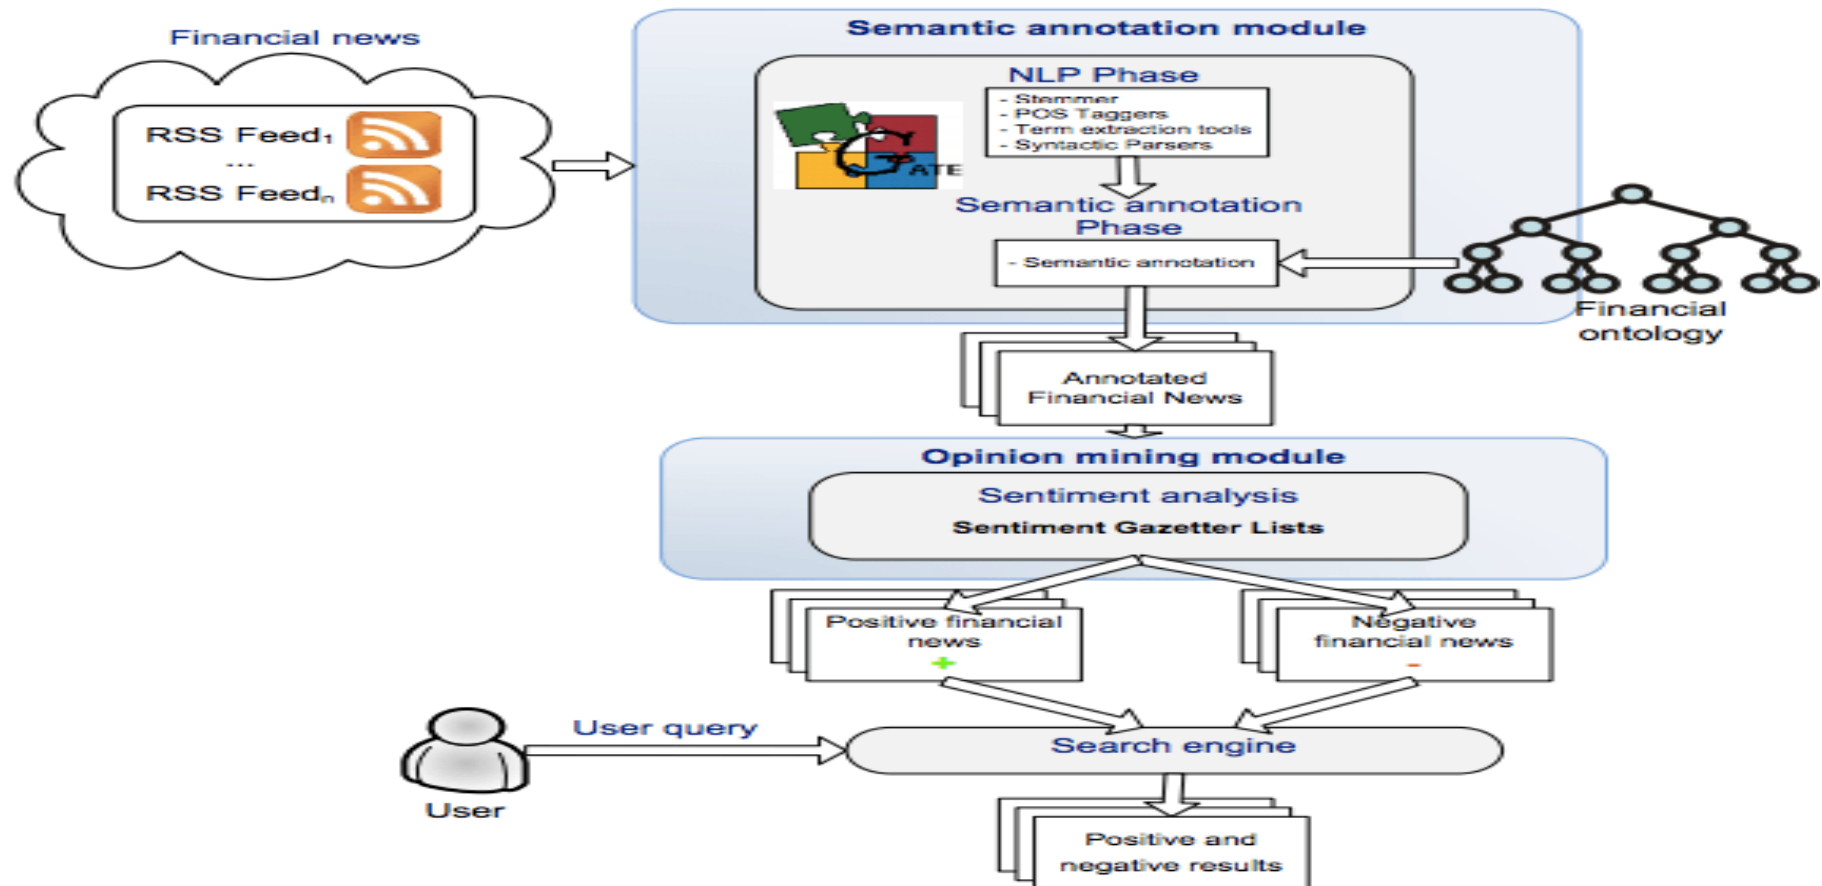 Financial news
RSS Feed1
...
RSS Feedn
Semantic annotation module
NLP Phase
- Stemmer
- POS Taggers
- Term extraction tools
- Syntactic Parsers
GATE
Semantic annotation
Phase
- Semantic annotation
Financial
ontology
Annotated
Financial News
Opinion mining module
Sentiment analysis
Sentiment Gazetter Lists
Positive financial
news
+
Negative
financial news
-
User query
User
Search engine
Positive and
negative results